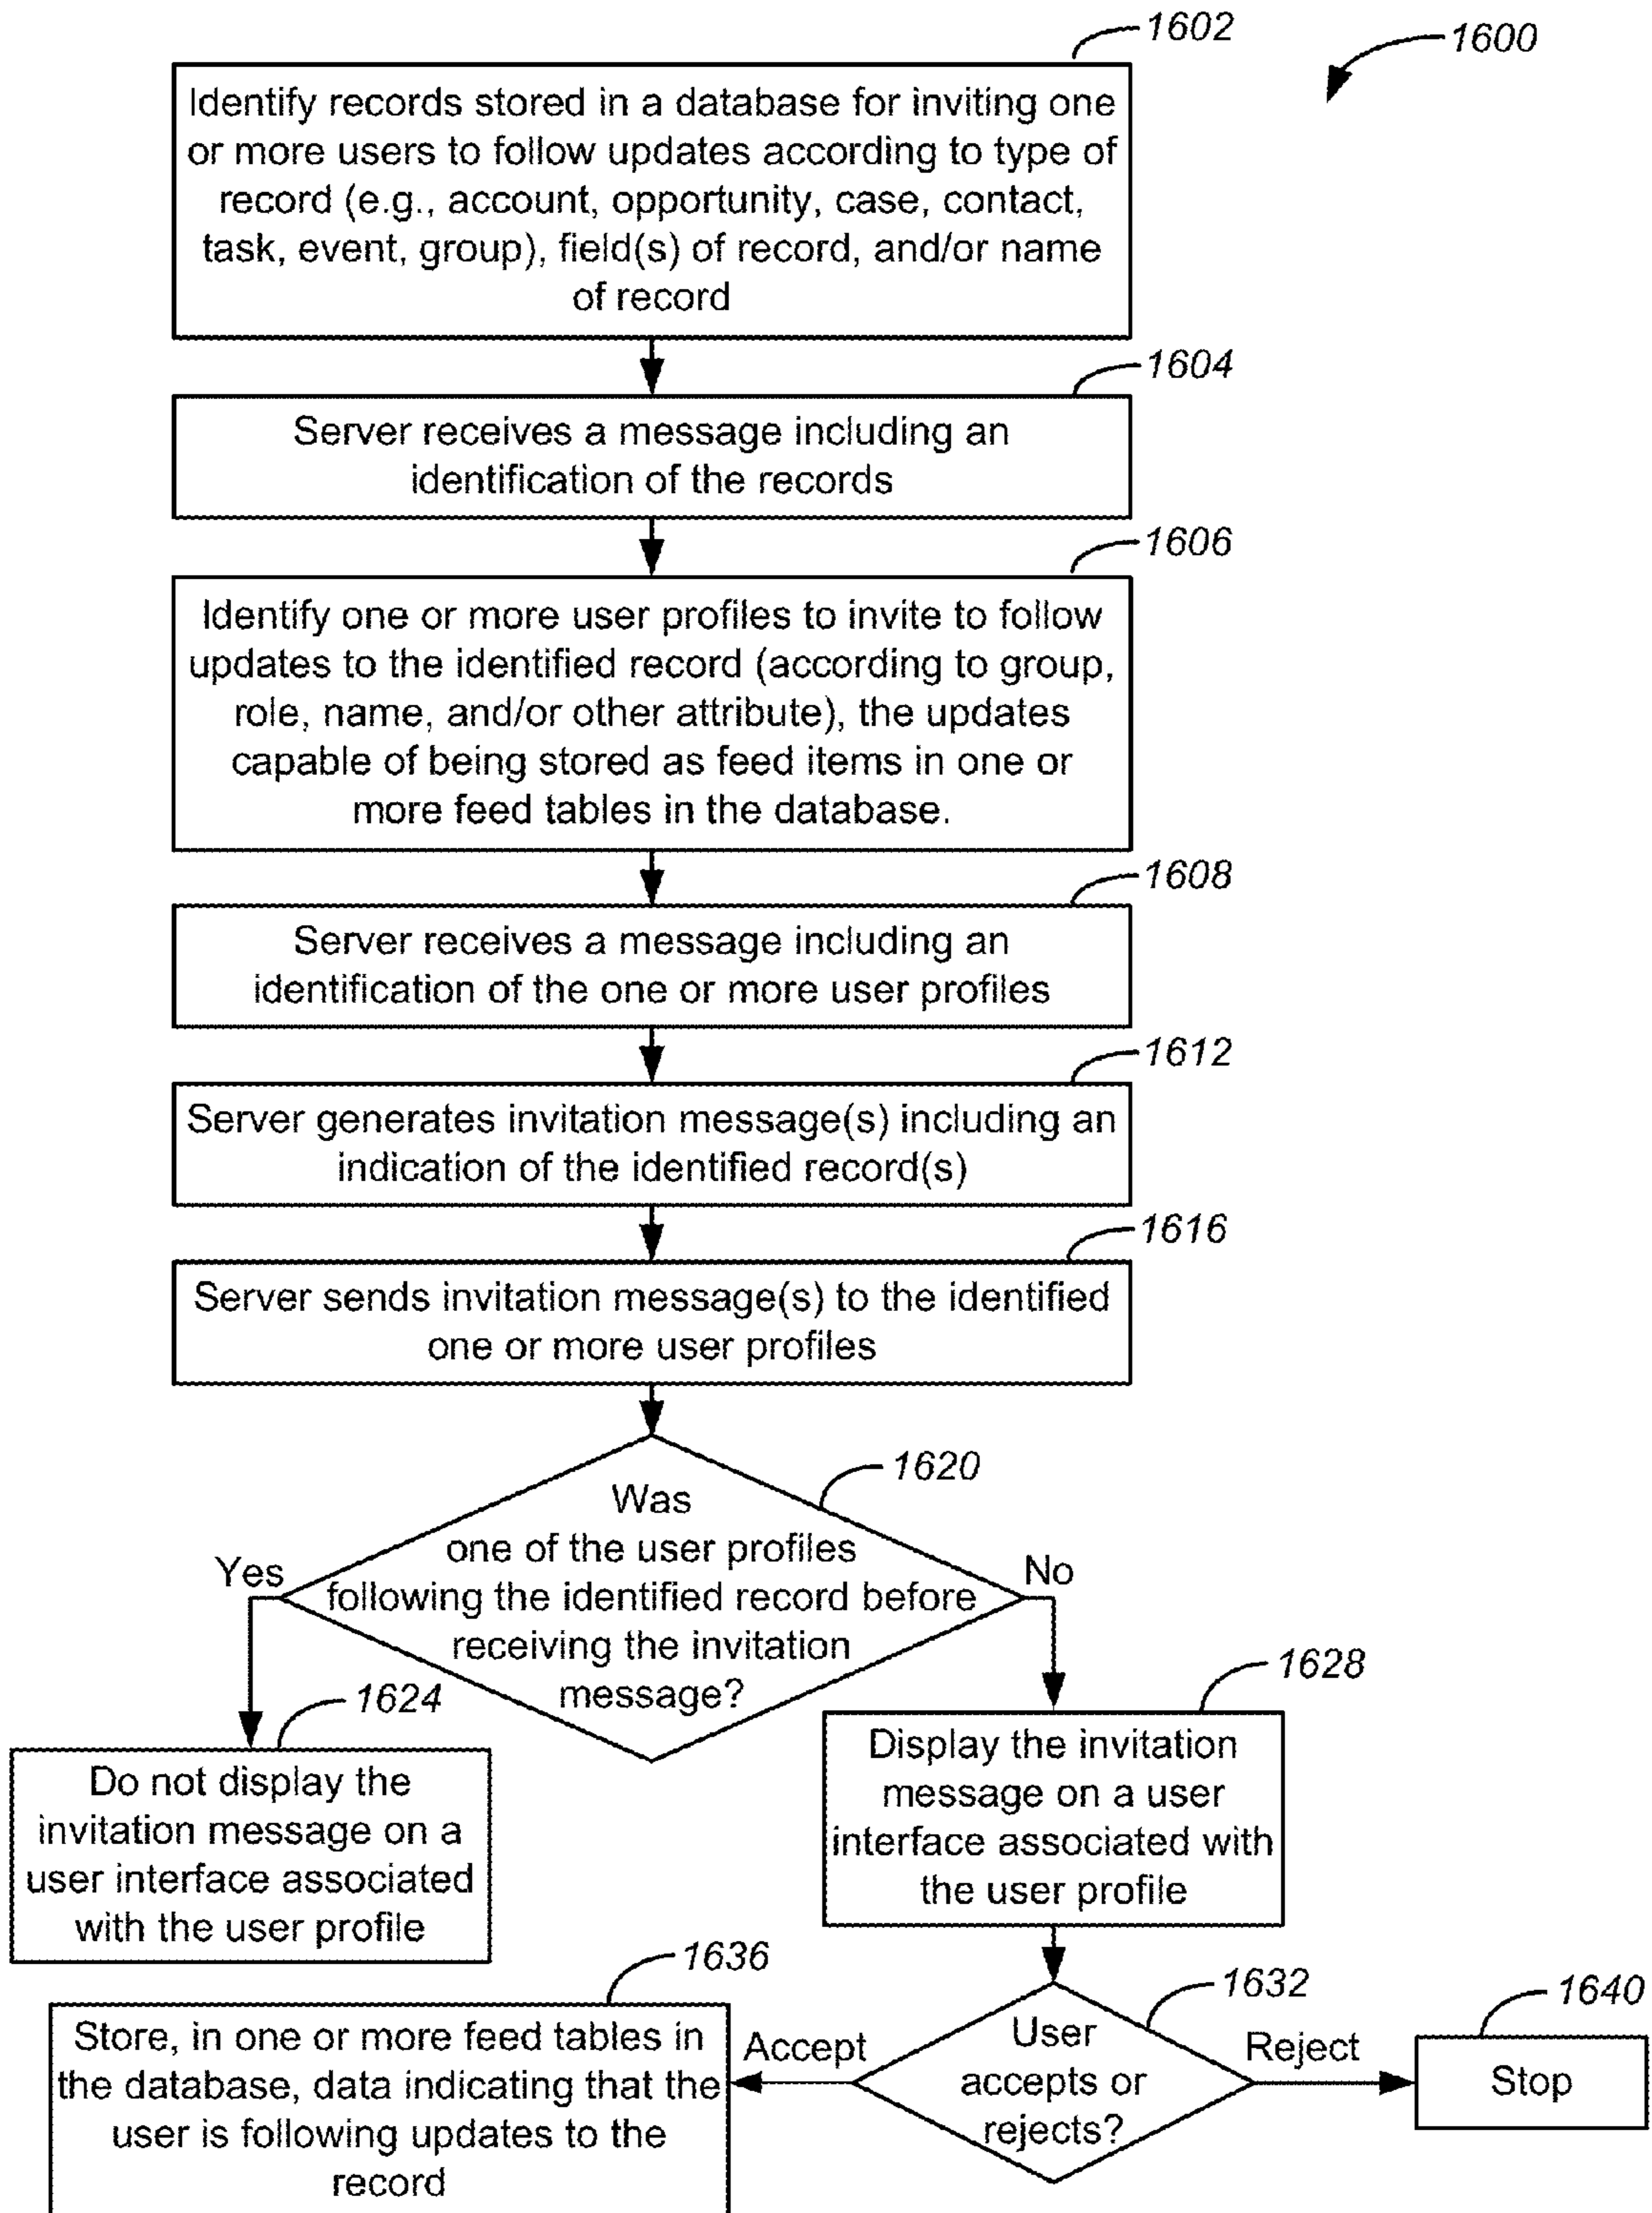 1602
1600
Identify records stored in a database for inviting one
or more users to follow updates according to type of
record (e.g., account, opportunity, case, contact,
task, event, group), field(s) of record, and/or name
of record
1604
Server receives a message including an
identification of the records
1606
Identify one or more user profiles to invite to follow
updates to the identified record (according to group,
role, name, and/or other attribute), the updates
capable of being stored as feed items in one or
more feed tables in the database.
1608
Server receives a message including an
identification of the one or more user profiles
1612
Server generates invitation message(s) including an
indication of the identified record(s)
1616
Server sends invitation message(s) to the identified
one or more user profiles
1620
Was
one of the user profiles
following the identified record before
receiving the invitation
message?
Yes
No
1624
Do not display the
invitation message on a
user interface associated
with the user profile
1628
Display the invitation
message on a user
interface associated with
the user profile
1632
User
accepts or
rejects?
Accept
Reject
1636
Store, in one or more feed tables in
the database, data indicating that the
user is following updates to the
record
1640
Stop